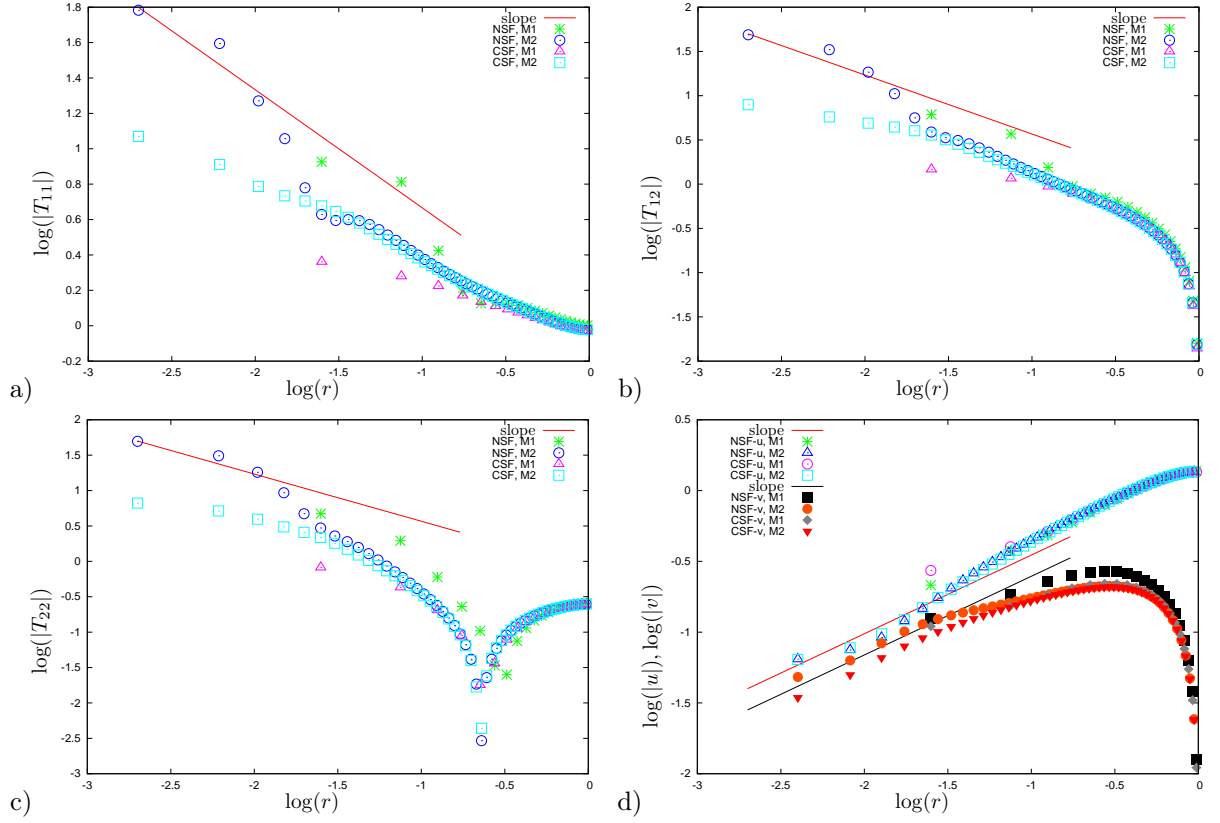 1.8
1.6
1.4
1.2
1
0.8
0.6
0.4
0.2
0
-0.2
-3
-2.5
-2
-1.5
-1
-0.5
0
log(|T11|)
log(r)
slope
NSF, M1
NSF, M2
CSF, M1
CSF, M2
a)
2
1.5
1
0.5
0
-0.5
-1
-1.5
-2
-3
-2.5
-2
-1.5
-1
-0.5
0
log(|T12|)
log(r)
slope
NSF, M1
NSF, M2
CSF, M1
CSF, M2
b)
2
1.5
1
0.5
0
-0.5
-1
-1.5
-2
-2.5
-3
-3
-2.5
-2
-1.5
-1
-0.5
0
log(|T22|)
log(r)
slope
NSF, M1
NSF, M2
CSF, M1
CSF, M2
c)
0.5
0
-0.5
-1
-1.5
-2
-3
-2.5
-2
-1.5
-1
-0.5
0
log(|u|), log(|v|)
log(r)
slope
NSF-u, M1
NSF-u, M2
CSF-u, M1
CSF-u, M2
slope
NSF-v, M1
NSF-v, M2
CSF-v, M1
CSF-v, M2
d)